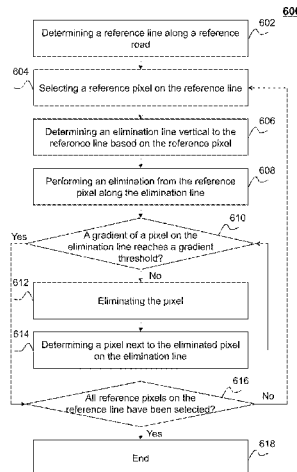 602
Determining a reference line along a reference
road
604
Selecting a reference pixel on the reference line
606
Determining an elimination line vertical to the
reference line based on the reference pixel
608
Performing an elimination from the reference
pixel along the elimination line
610
Yes
A gradient of a pixel on the
elimination line reaches a gradient
threshold?
No
612
Eliminating the pixel
614
Determining a pixel next to the eliminated pixel
on the elimination line
616
All reference pixels on the
reference line have been selected?
No
Yes
End
618